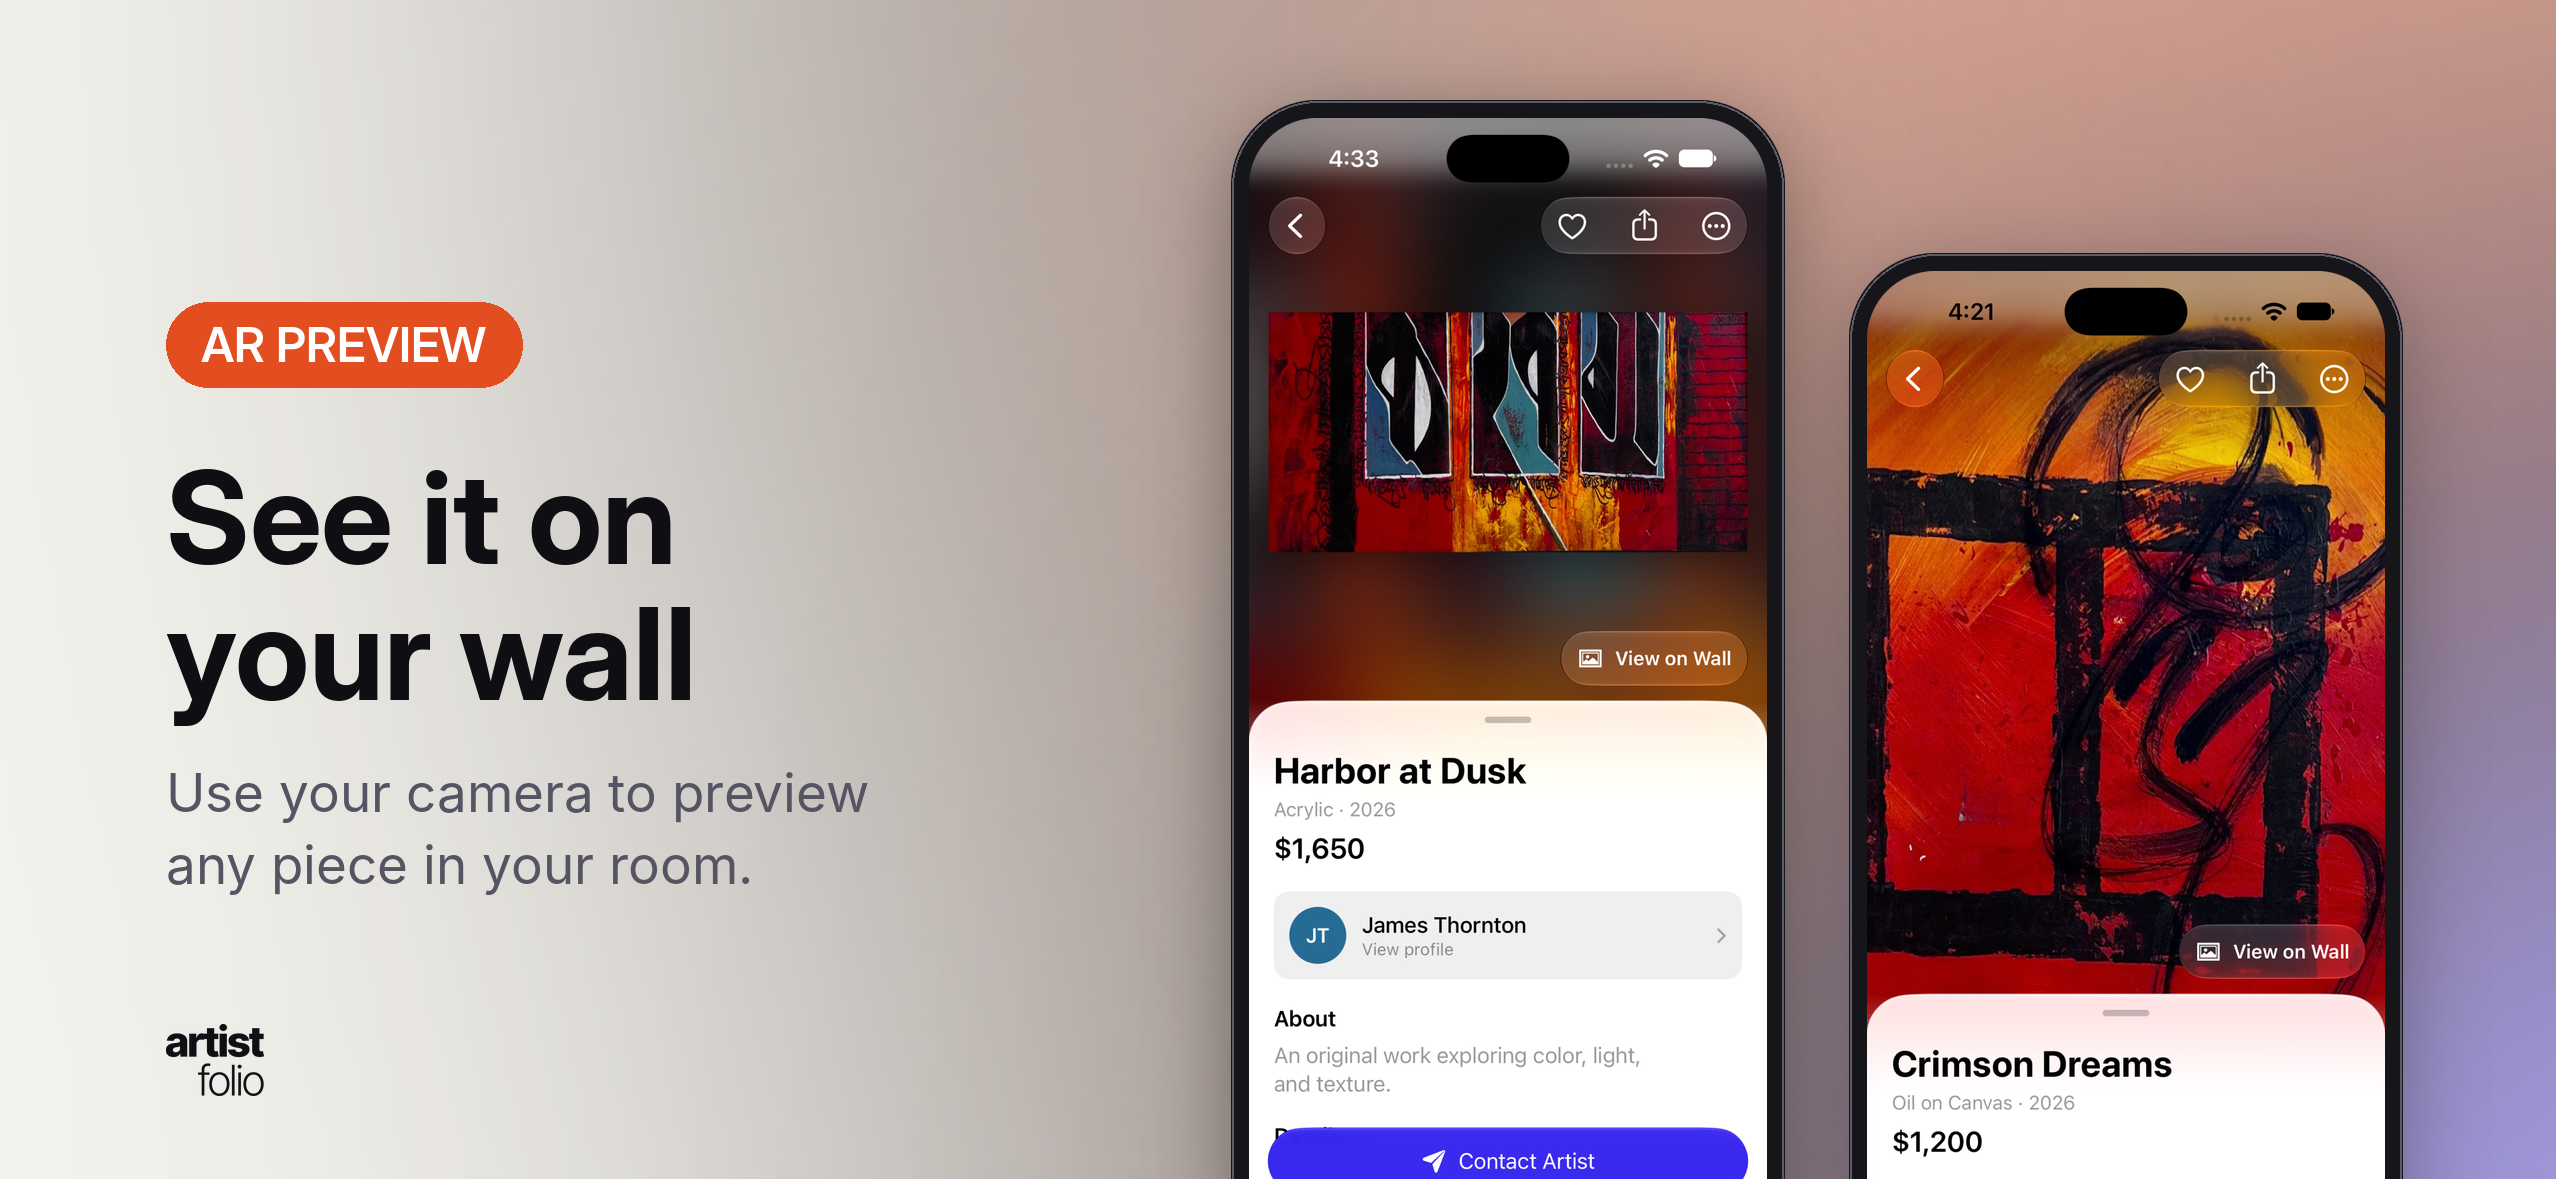 AR PREVIEW
See it on
your wall
Use your camera to preview
any piece in your room.
artist
folio
4:33
View on Wall
Harbor at Dusk
Acrylic · 2026
$1,650
JT
James Thornton
View profile
About
An original work exploring color, light,
and texture.
Contact Artist
4:21
View on Wall
Crimson Dreams
Oil on Canvas · 2026
$1,200